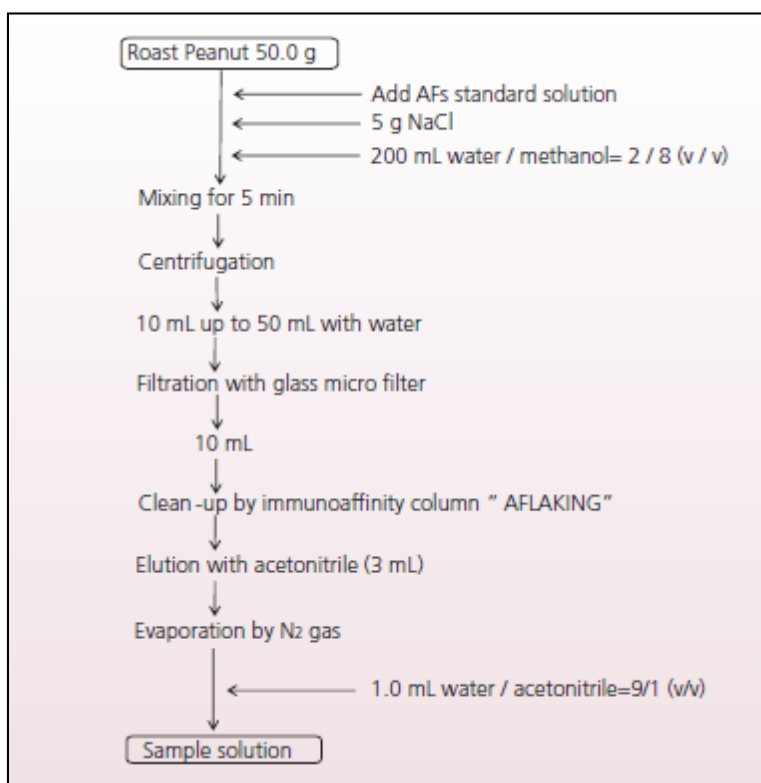 Roast Peanut 50.0 g
Add AFs standard solution
5 g NaCl
200 mL water / methanol= 2 / 8 (v / v)
Mixing for 5 min
Centrifugation
10 mL up to 50 mL with water
Filtration with glass micro filter
10 mL
Clean-up by immunoaffinity column " AFLAKING"
Elution with acetonitrile (3 mL)
Evaporation by N2 gas
1.0 mL water / acetonitrile=9/1 (v/v)
Sample solution